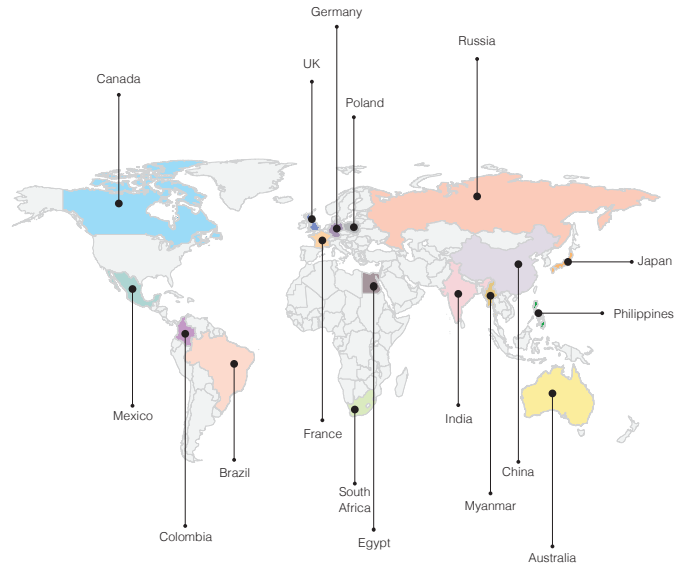 Germany
Russia
UK
Canada
Poland
Japan
Philippines
Mexico
India
France
Brazil
China
South
Africa
Myanmar
Colombia
Egypt
Australia